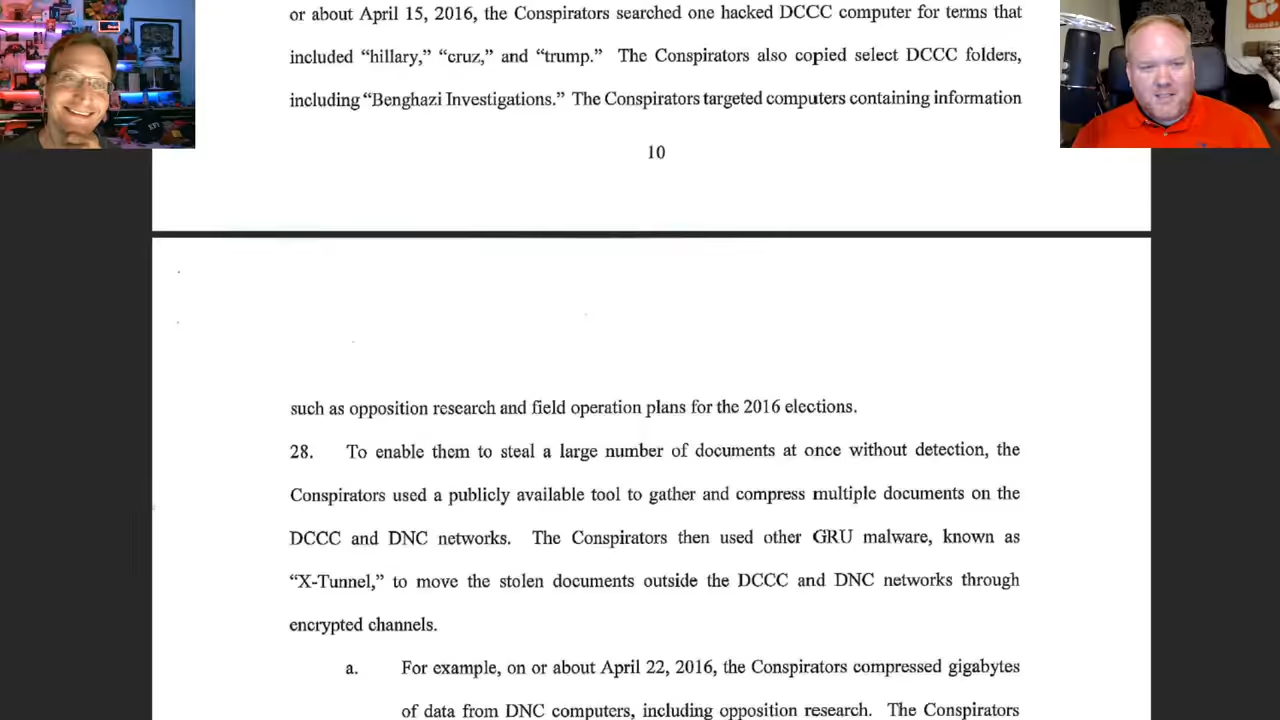 or about April 15, 2016, the Conspirators searched one hacked DCCC computer for terms that
included “hillary,” “cruz,” and “trump.” The Conspirators also copied select DCCC folders,
including “Benghazi Investigations.” The Conspirators targeted computers containing information
10
such as opposition research and field operation plans for the 2016 elections.
28. To enable them to steal a large number of documents at once without detection, the
Conspirators used a publicly available tool to gather and compress multiple documents on the
DCCC and DNC networks. The Conspirators then used other GRU malware, known as
“X-Tunnel,” to move the stolen documents outside the DCCC and DNC networks through
encrypted channels.
a. For example, on or about April 22, 2016, the Conspirators compressed gigabytes
of data from DNC computers, including opposition research. The Conspirators